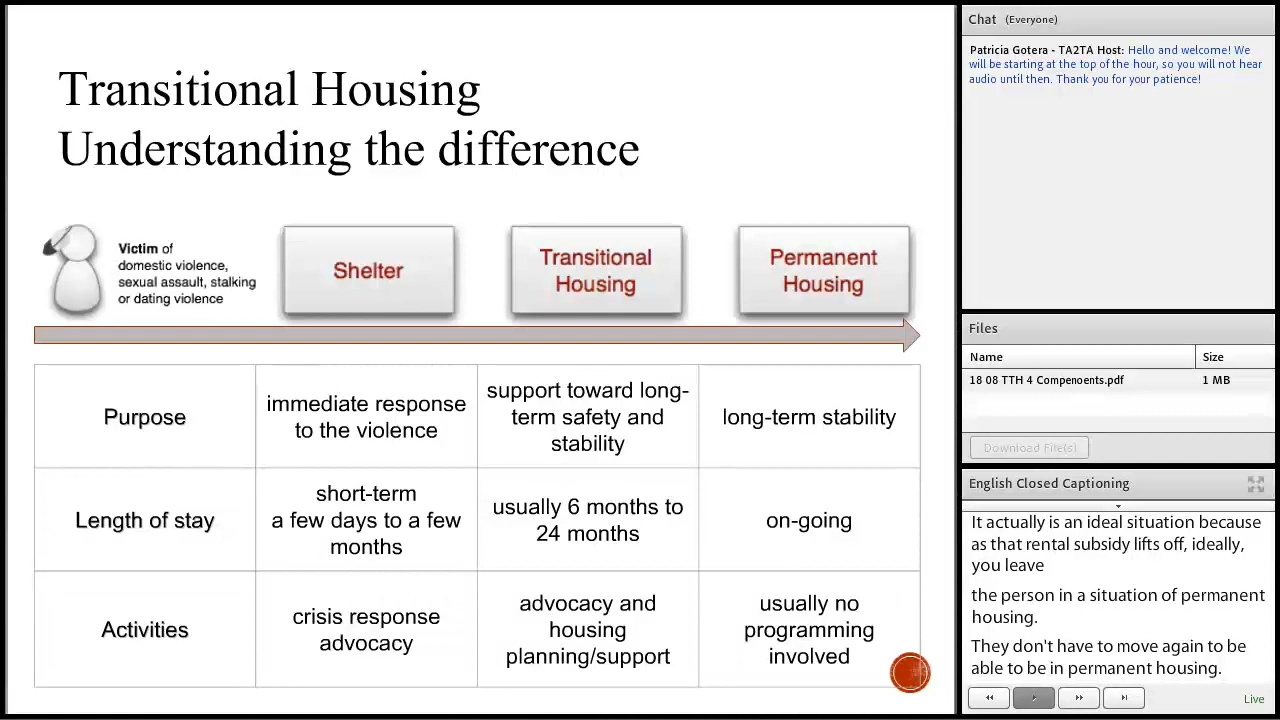 Transitional Housing
Understanding the difference
Victim of
domestic violence,
sexual assault, stalking
or dating violence
Shelter
Transitional
Housing
Permanent
Housing
Purpose
immediate response
to the violence
support toward long-
term safety and
stability
long-term stability
Length of stay
short-term
a few days to a few
months
usually 6 months to
24 months
on-going
Activities
crisis response
advocacy
advocacy and
housing
planning/support
usually no
programming
involved
Chat (Everyone)
Patricia Gotera - TA2TA Host: Hello and welcome! We
will be starting at the top of the hour, so you will not hear
audio until then. Thank you for your patience!
Files
Name Size
18 08 TTH 4 Compenoents.pdf 1 MB
Download File(s)
English Closed Captioning
It actually is an ideal situation because
as that rental subsidy lifts off, ideally,
you leave
the person in a situation of permanent
housing.
They don't have to move again to be
able to be in permanent housing.
Live